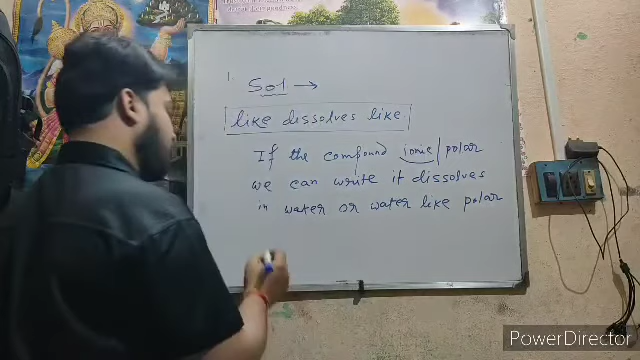 1.
Sol →
like dissolves like
If the compound ionic/polar
we can write it dissolves
in water or water like polar
PowerDirector